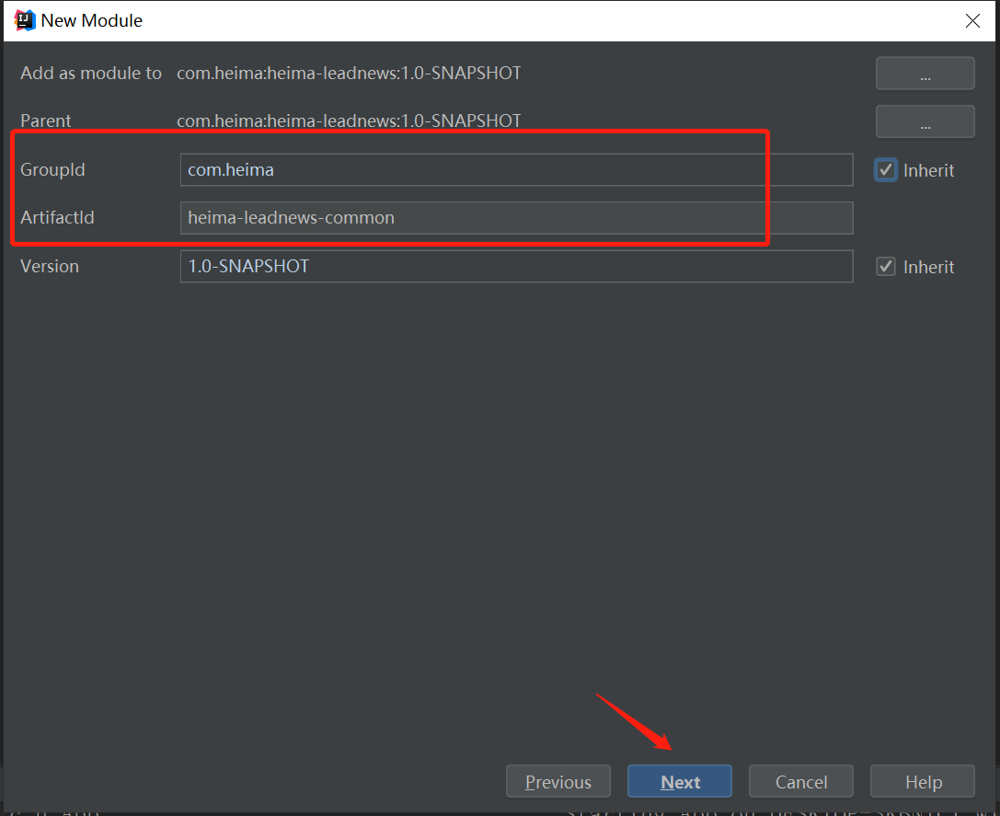 New Module
Add as module to com.heima:heima-leadnews:1.0-SNAPSHOT ...
Parent com.heima:heima-leadnews:1.0-SNAPSHOT ...
GroupId com.heima Inherit
ArtifactId heima-leadnews-common
Version 1.0-SNAPSHOT Inherit
Previous Next Cancel Help